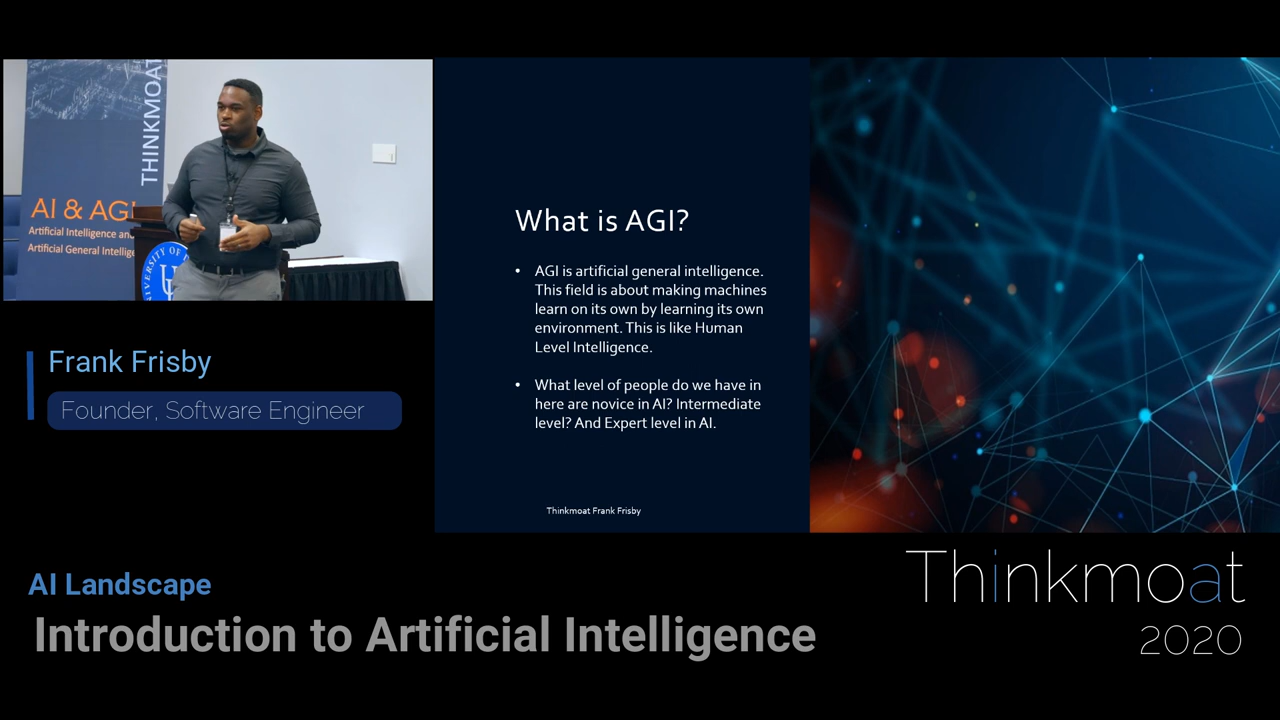 THINKMOAT
AI & AGI
Artificial Intelligence and
Artificial General Intellige
Frank Frisby
Founder, Software Engineer
What is AGI?
• AGI is artificial general intelligence.
This field is about making machines
learn on its own by learning its own
environment. This is like Human
Level Intelligence.
• What level of people do we have in
here are novice in AI? Intermediate
level? And Expert level in AI.
Thinkmoat Frank Frisby
AI Landscape
Introduction to Artificial Intelligence
Thinkmoat
2020